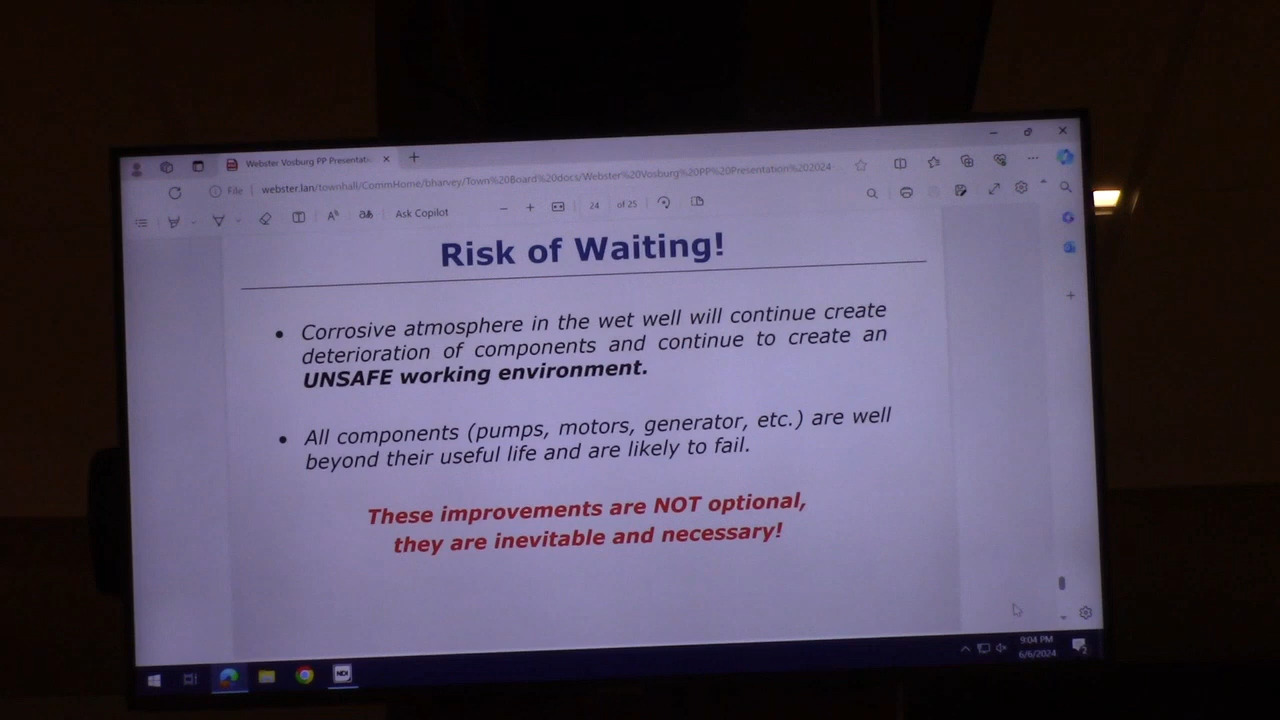 Webster Vosburg PP Presentati
File webster.lan/townhall/CommHome/bharvey/Town%20Board%20docs/Webster%20Vosburg%20PP%20Presentation%202024-
Ask Copilot 24 of 25
Risk of Waiting!
• Corrosive atmosphere in the wet well will continue create
deterioration of components and continue to create an
UNSAFE working environment.
• All components (pumps, motors, generator, etc.) are well
beyond their useful life and are likely to fail.
These improvements are NOT optional,
they are inevitable and necessary!
9:04 PM
6/6/2024